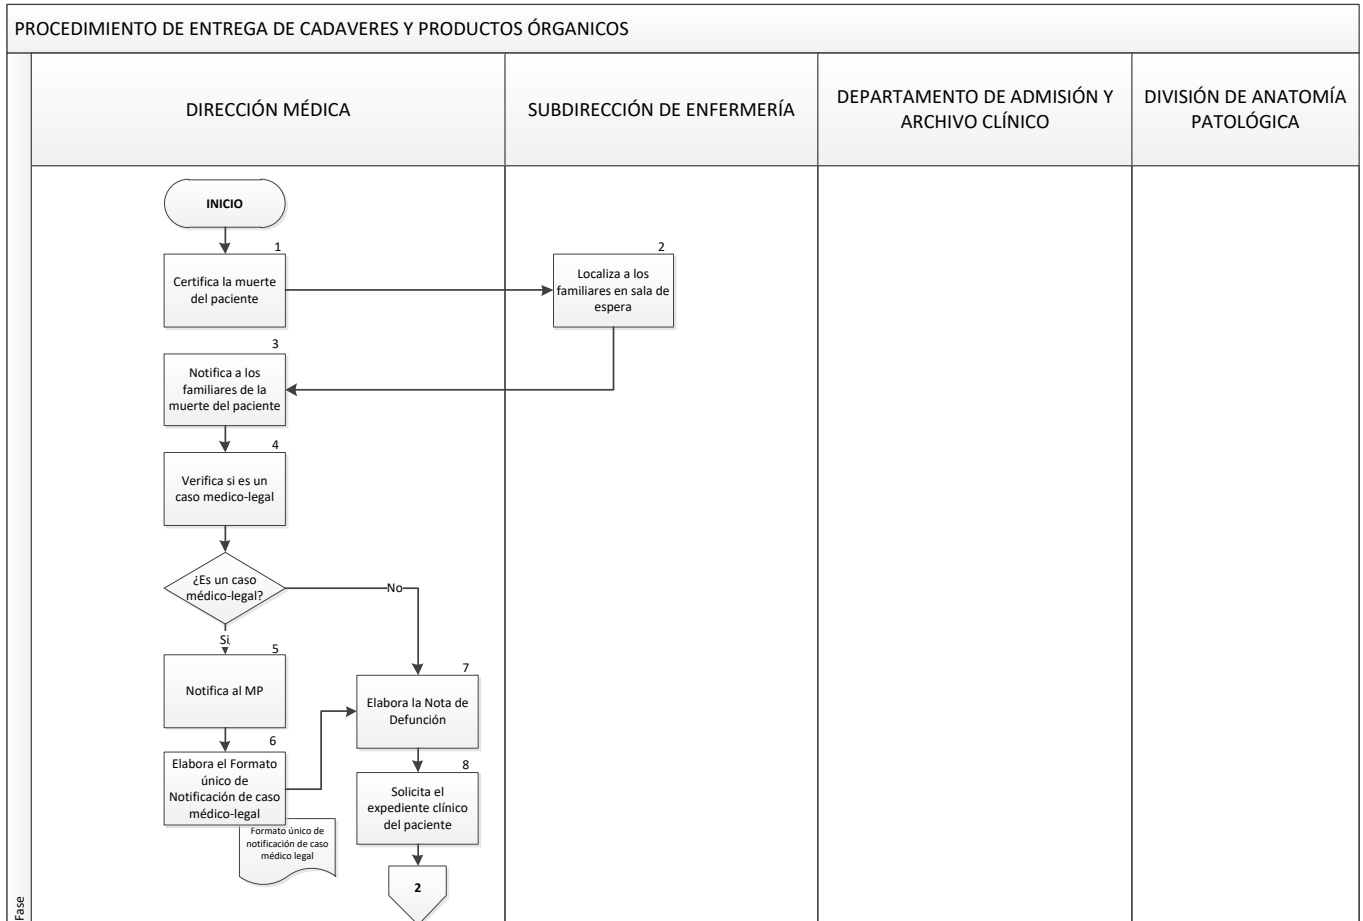 PROCEDIMIENTO DE ENTREGA DE CADAVERES Y PRODUCTOS ÓRGANICOS
DIRECCIÓN MÉDICA
SUBDIRECCIÓN DE ENFERMERÍA
DEPARTAMENTO DE ADMISIÓN Y
ARCHIVO CLÍNICO
DIVISIÓN DE ANATOMÍA
PATOLÓGICA
INICIO
1
Certifica la muerte
del paciente
2
Localiza a los
familiares en sala de
espera
3
Notifica a los
familiares de la
muerte del paciente
4
Verifica si es un
caso medico-legal
¿Es un caso
médico-legal?
No
Si
5
Notifica al MP
6
Elabora el Formato
único de
Notificación de caso
médico-legal
Formato único de
notificación de caso
médico legal
7
Elabora la Nota de
Defunción
8
Solicita el
expediente clínico
del paciente
2
Fase